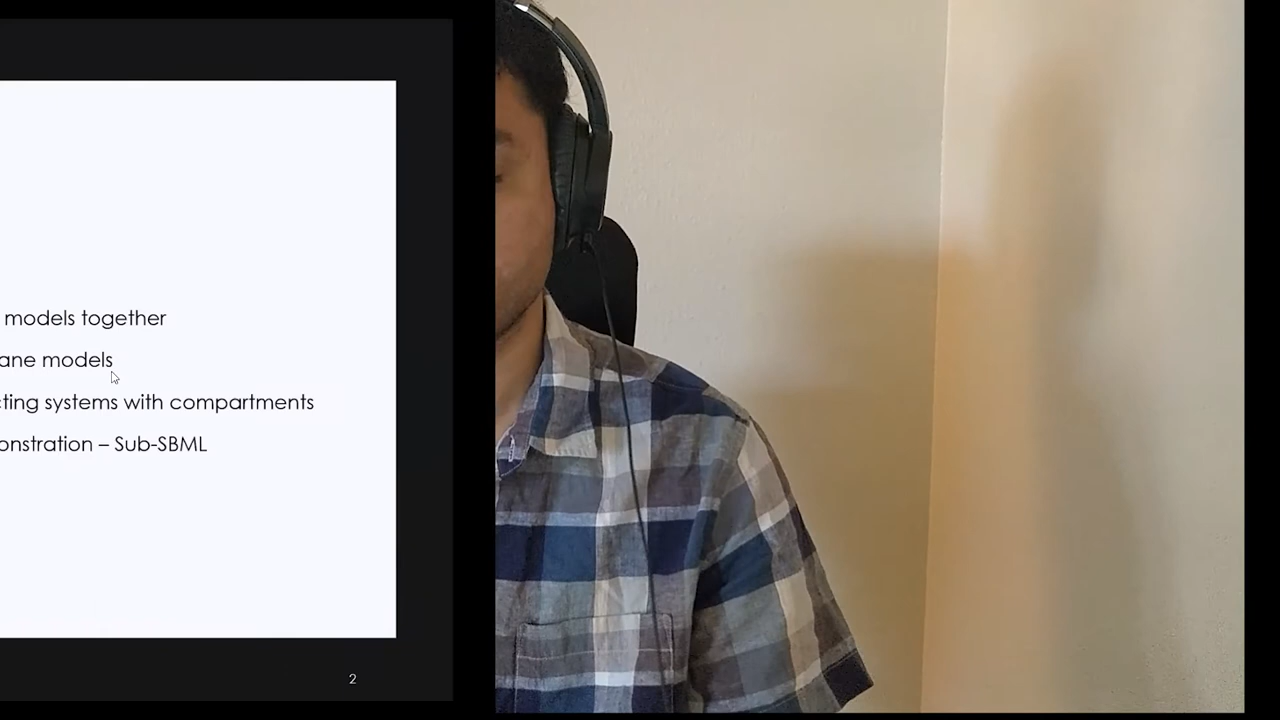 models together
ane models
cting systems with compartments
onstration – Sub-SBML
2